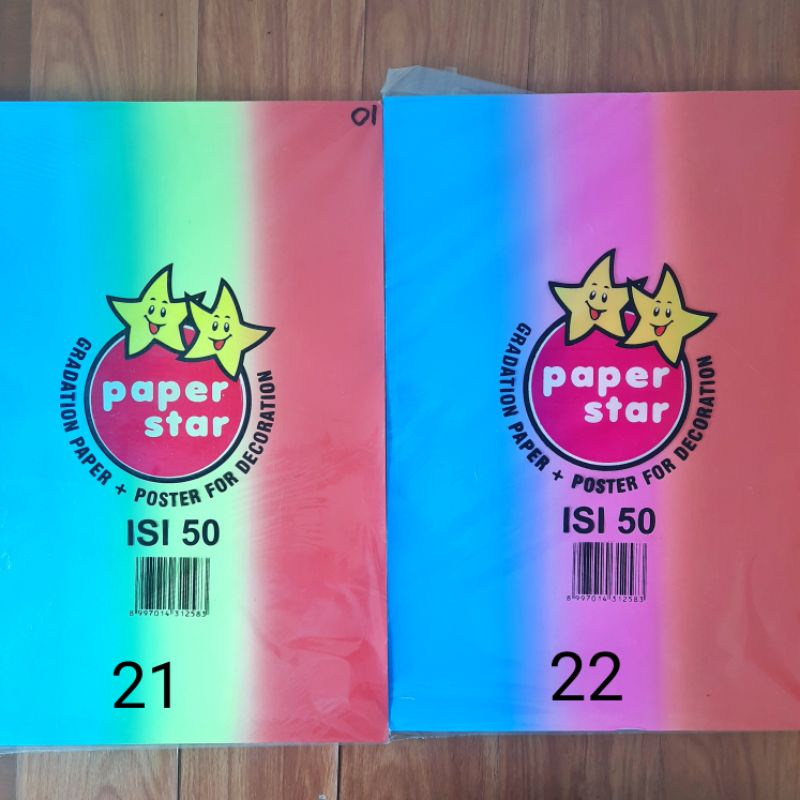 01
paper
star
GRADATION PAPER + POSTER FOR DECORATION
ISI 50
8 997014 312583
21
paper
star
GRADATION PAPER + POSTER FOR DECORATION
ISI 50
8 997014 312583
22